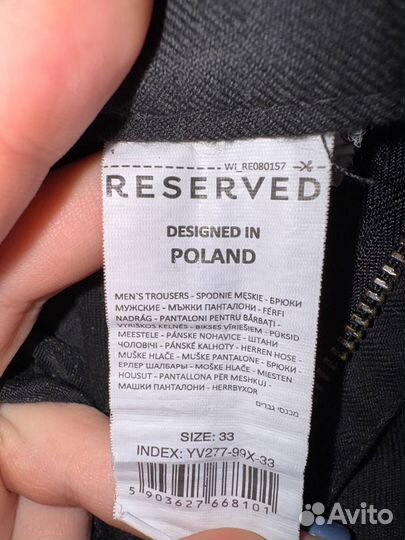 WI_RE080157
RESERVED
DESIGNED IN
POLAND
MEN'S TROUSERS - SPODNIE MĘSKIE - БРЮКИ
МУЖСКИЕ - МЪЖКИ ПАНТАЛОНИ - FÉRFI
NADRÁG - PANTALONI PENTRU BĂRBAȚI -
VYRIŠKOS KELNĖS - BIKSES VĪRIEŠIEM - PÜKSID
MEESTELE - PÁNSKE NOHAVICE - ШТАНИ
ЧОЛОВІЧІ - PÁNSKÉ KALHOTY - HERREN HOSE -
MUŠKE HLAČE - MUŠKE PANTALONE -
ЕРЛЕР ШАЛБАРЫ - MOŠKE HLAČE - MIESTEN
HOUSUT - PANTALLONA PËR MESHKUJ -
МАШКИ ПАНТАЛОНИ - HERRBYXOR
מכנסי גברים
SIZE: 33
INDEX: YV277-99X-33
5 903627 668101
Avito